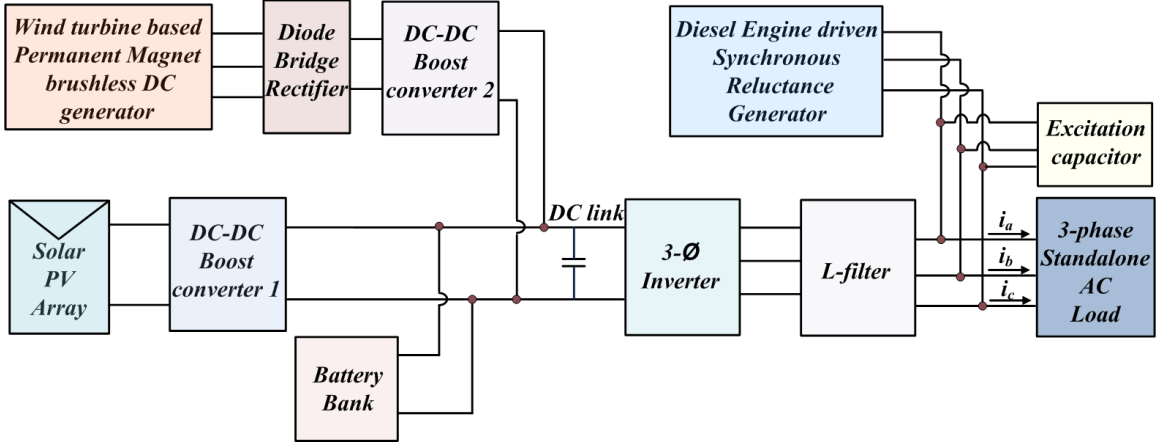 Wind turbine based
Permanent Magnet
brushless DC
generator
Diode
Bridge
Rectifier
DC-DC
Boost
converter 2
Diesel Engine driven
Synchronous
Reluctance
Generator
Excitation
capacitor
Solar
PV
Array
DC-DC
Boost
converter 1
DC link
3-Ø
Inverter
L-filter
i_a
i_b
i_c
3-phase
Standalone
AC
Load
Battery
Bank